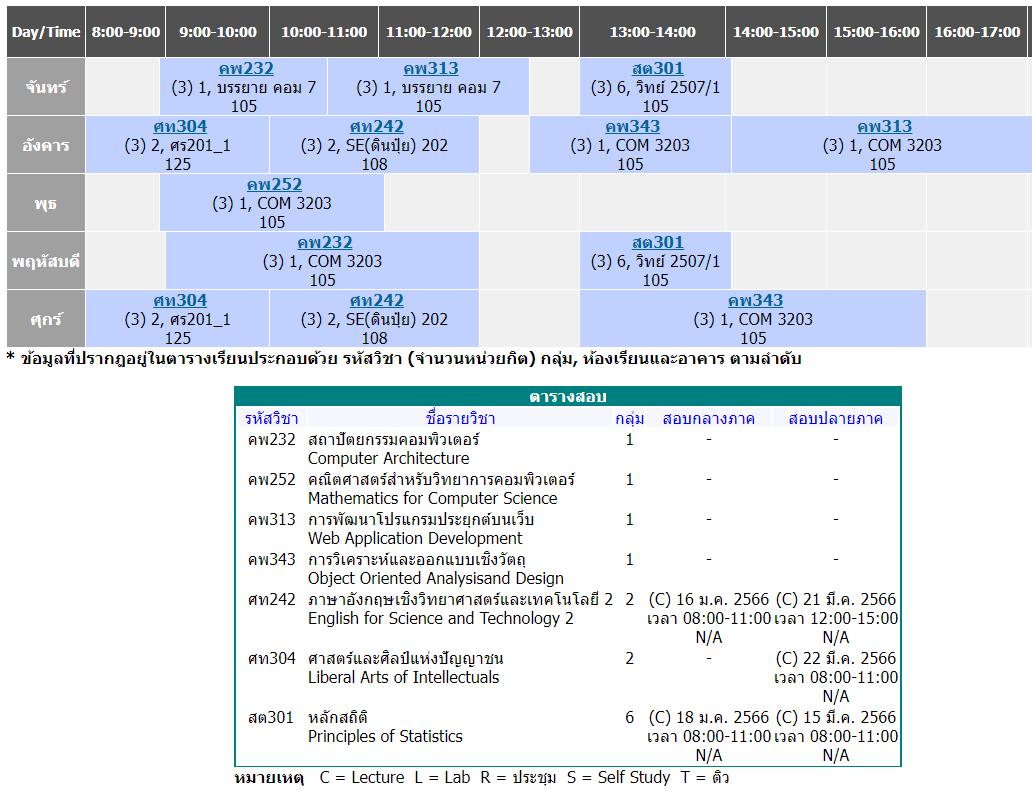 Day/Time 8:00-9:00 9:00-10:00 10:00-11:00 11:00-12:00 12:00-13:00 13:00-14:00 14:00-15:00 15:00-16:00 16:00-17:00
จันทร์
คพ232
(3) 1, บรรยาย คอม 7
105
คพ313
(3) 1, บรรยาย คอม 7
105
สต301
(3) 6, วิทย์ 2507/1
105
อังคาร
ศท304
(3) 2, ศร201_1
125
ศท242
(3) 2, SE(ดินปุ๋ย) 202
108
คพ343
(3) 1, COM 3203
105
คพ313
(3) 1, COM 3203
105
พุธ
คพ252
(3) 1, COM 3203
105
พฤหัสบดี
คพ232
(3) 1, COM 3203
105
สต301
(3) 6, วิทย์ 2507/1
105
ศุกร์
ศท304
(3) 2, ศร201_1
125
ศท242
(3) 2, SE(ดินปุ๋ย) 202
108
คพ343
(3) 1, COM 3203
105
* ข้อมูลที่ปรากฏอยู่ในตารางเรียนประกอบด้วย รหัสวิชา (จำนวนหน่วยกิต) กลุ่ม, ห้องเรียนและอาคาร ตามลำดับ
ตารางสอบ
รหัสวิชา ชื่อรายวิชา กลุ่ม สอบกลางภาค สอบปลายภาค
คพ232 สถาปัตยกรรมคอมพิวเตอร์ 1 - -
Computer Architecture
คพ252 คณิตศาสตร์สำหรับวิทยาการคอมพิวเตอร์ 1 - -
Mathematics for Computer Science
คพ313 การพัฒนาโปรแกรมประยุกต์บนเว็บ 1 - -
Web Application Development
คพ343 การวิเคราะห์และออกแบบเชิงวัตถุ 1 - -
Object Oriented Analysisand Design
ศท242 ภาษาอังกฤษเชิงวิทยาศาสตร์และเทคโนโลยี 2 2 (C) 16 ม.ค. 2566 (C) 21 มี.ค. 2566
English for Science and Technology 2 เวลา 08:00-11:00 เวลา 12:00-15:00
N/A N/A
ศท304 ศาสตร์และศิลป์แห่งปัญญาชน 2 - (C) 22 มี.ค. 2566
Liberal Arts of Intellectuals เวลา 08:00-11:00
N/A
สต301 หลักสถิติ 6 (C) 18 ม.ค. 2566 (C) 15 มี.ค. 2566
Principles of Statistics เวลา 08:00-11:00 เวลา 08:00-11:00
N/A N/A
หมายเหตุ C = Lecture L = Lab R = ประชุม S = Self Study T = ติว